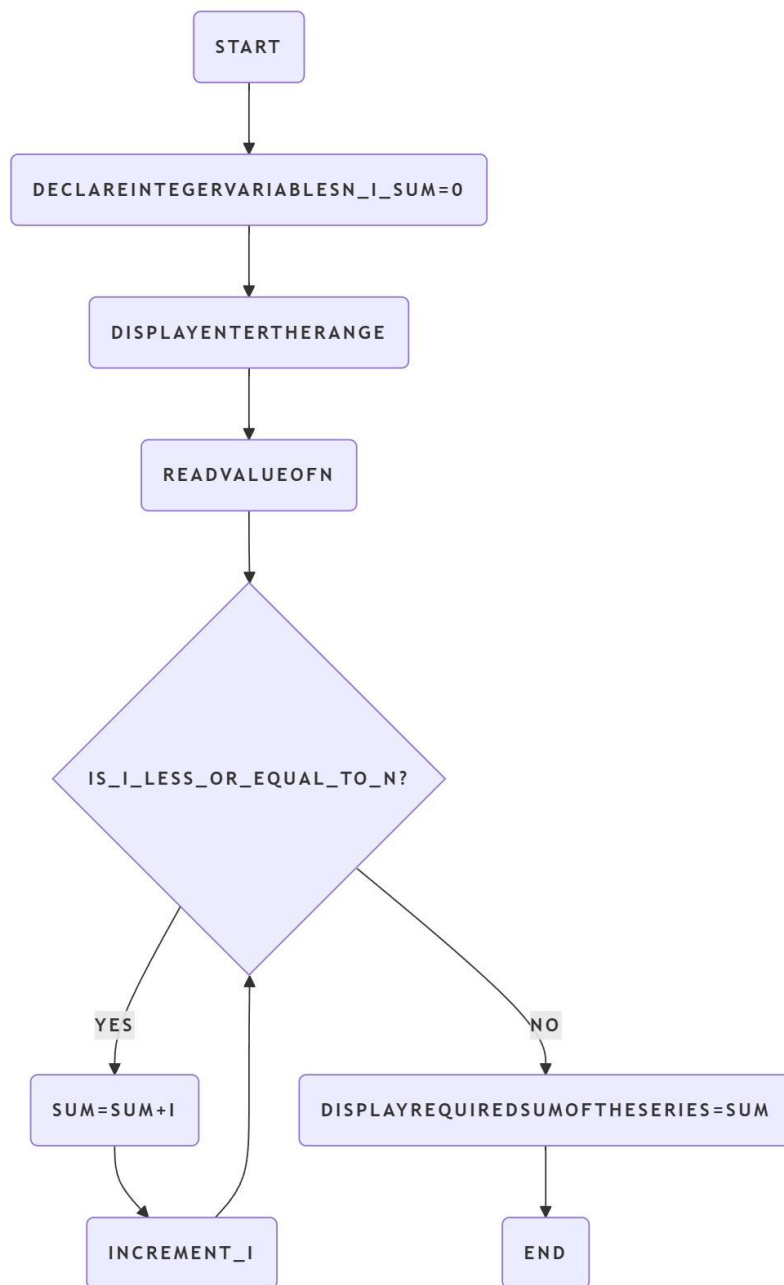 START
DECLAREINTEGERVARIABLESN_I_SUM=0
DISPLAYENTERTHERANGE
READVALUEOFN
IS_I_LESS_OR_EQUAL_TO_N?
YES
NO
SUM=SUM+I
DISPLAYREQUIREDSUMOFTHESERIES=SUM
INCREMENT_I
END